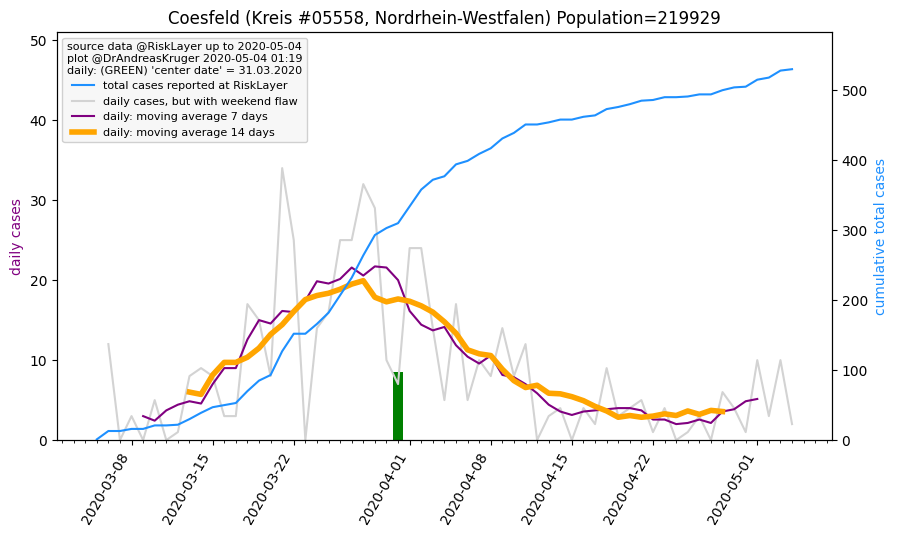 Coesfeld (Kreis #05558, Nordrhein-Westfalen) Population=219929
source data @RiskLayer up to 2020-05-04
plot @DrAndreasKruger 2020-05-04 01:19
daily: (GREEN) 'center date' = 31.03.2020
total cases reported at RiskLayer
daily cases, but with weekend flaw
daily: moving average 7 days
daily: moving average 14 days
daily cases
50
40
30
20
10
0
cumulative total cases
500
400
300
200
100
0
2020-03-08
2020-03-15
2020-03-22
2020-04-01
2020-04-08
2020-04-15
2020-04-22
2020-05-01